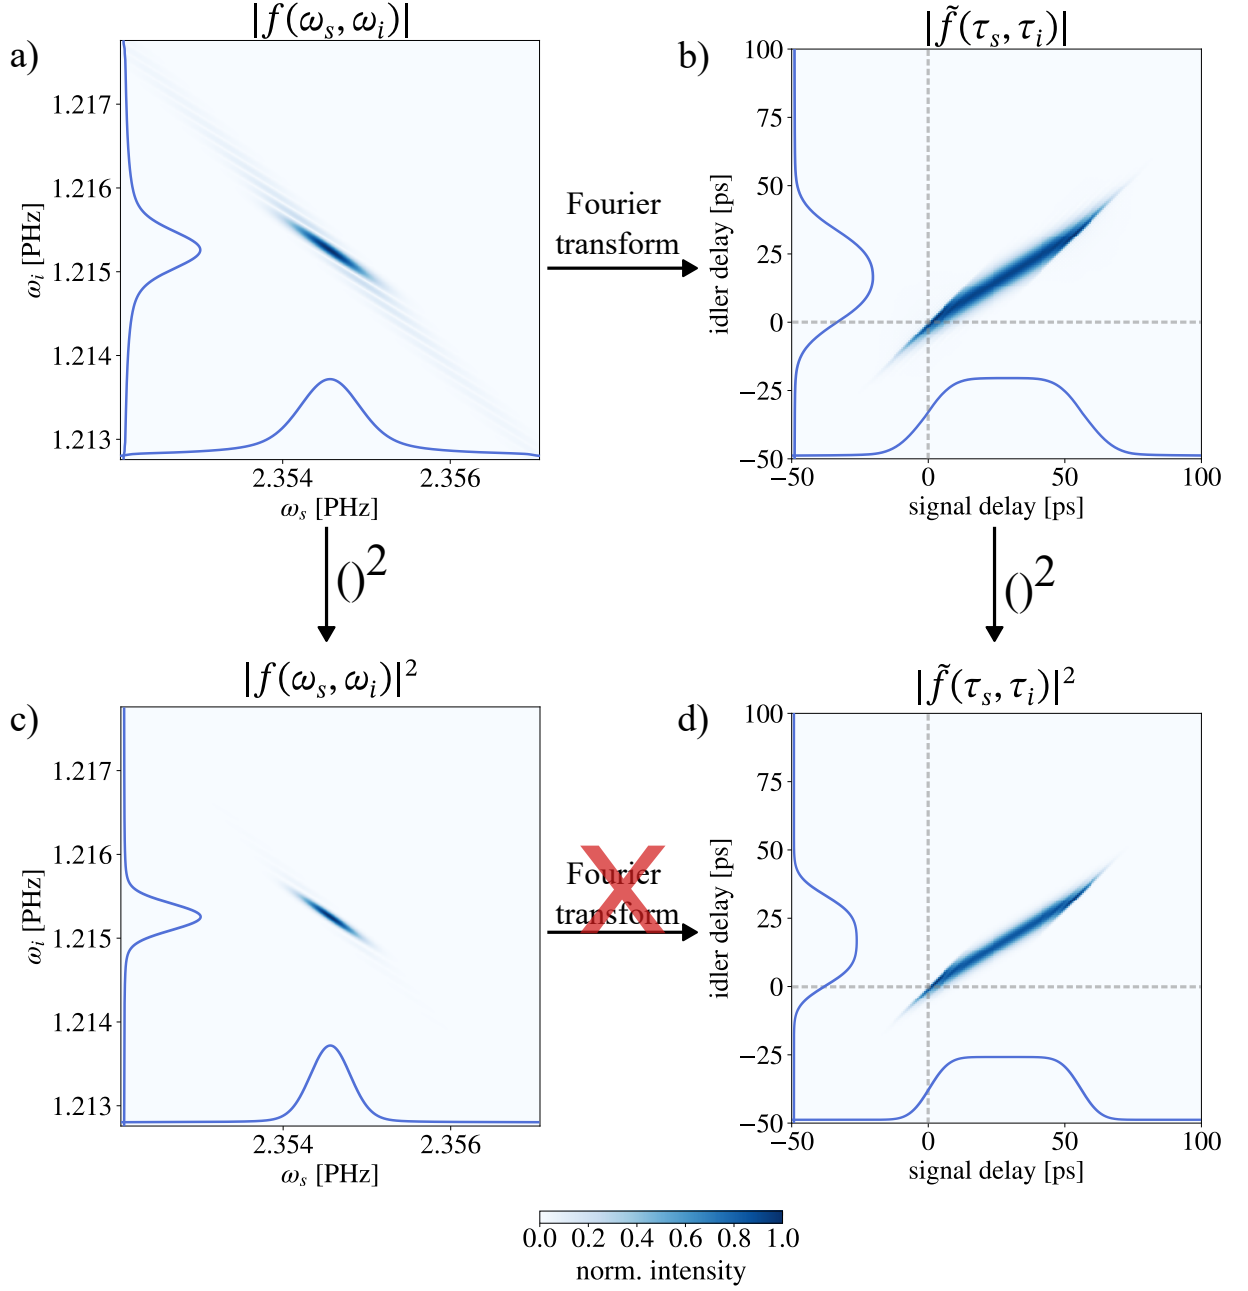 |f(ωₛ, ωᵢ)|
a)
1.217
1.216
1.215
1.214
1.213
ωᵢ [PHz]
2.354 2.356
ωₛ [PHz]
Fourier
transform
|f̃(τₛ, τᵢ)|
b)
100
75
50
25
0
−25
−50
idler delay [ps]
−50 0 50 100
signal delay [ps]
()²
()²
|f(ωₛ, ωᵢ)|²
c)
1.217
1.216
1.215
1.214
1.213
ωᵢ [PHz]
2.354 2.356
ωₛ [PHz]
Fourier
transform
X
|f̃(τₛ, τᵢ)|²
d)
100
75
50
25
0
−25
−50
idler delay [ps]
−50 0 50 100
signal delay [ps]
0.0 0.2 0.4 0.6 0.8 1.0
norm. intensity